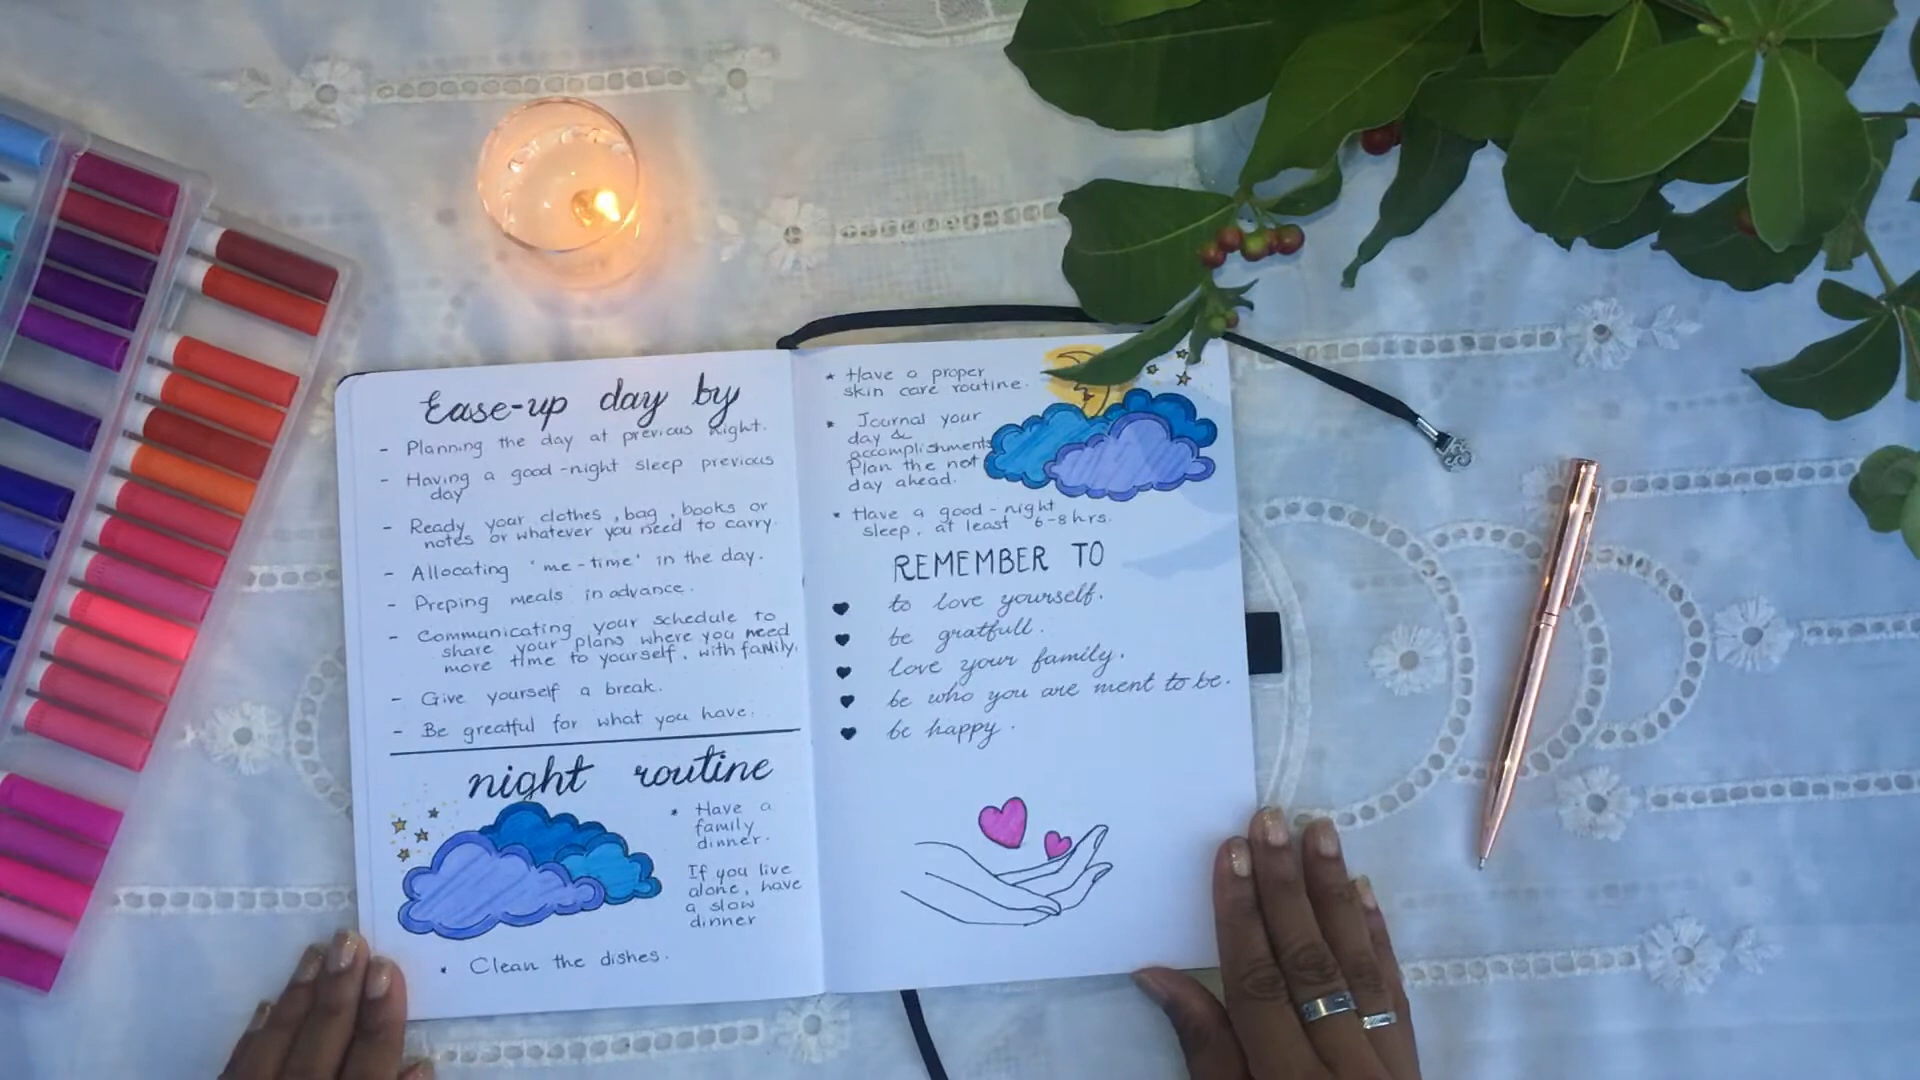 Ease-up day by
- Planning the day at previous night.
- Having a good-night sleep previous
day
- Ready your clothes, bag, books or
notes or whatever you need to carry.
- Allocating 'me-time' in the day.
- Preping meals in advance.
- Communicating your schedule to
share your plans where you need
more time to yourself, with family.
- Give yourself a break.
- Be greatful for what you have.
night routine
* Have a
family
dinner.
If you live
alone, have
a slow
dinner
* Clean the dishes.
* Have a proper
skin care routine.
* Journal your
day &
accomplishments
Plan the next
day ahead.
* Have a good-night
sleep, at least 6-8 hrs.
REMEMBER TO
♥ to love yourself.
♥ be gratfull.
♥ love your family.
♥ be who you are ment to be.
♥ be happy.